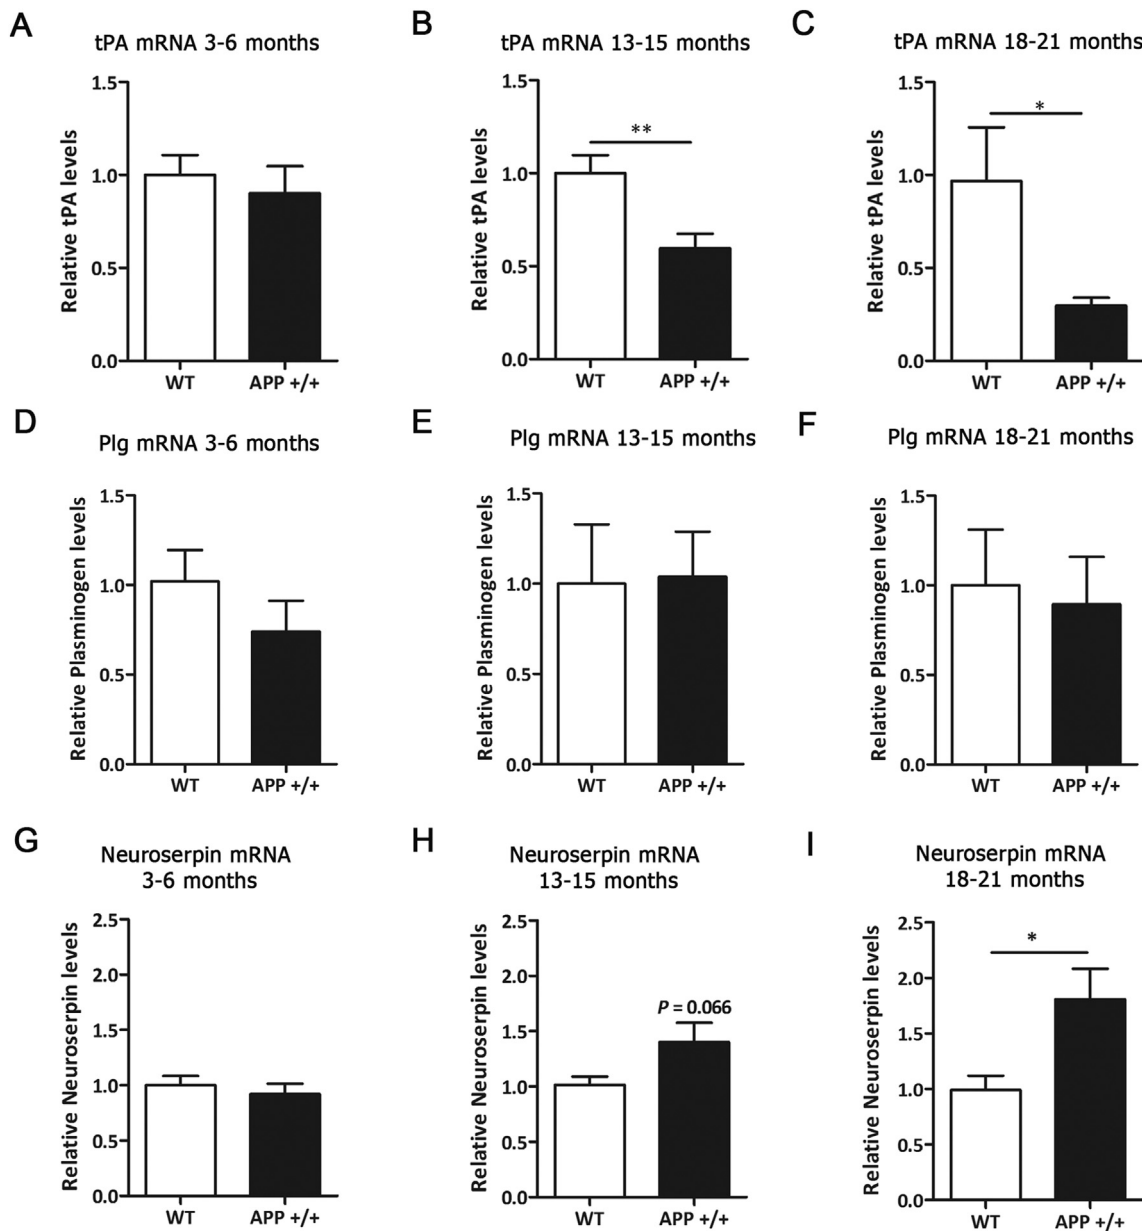 A
tPA mRNA 3-6 months
Relative tPA levels
1.5
1.0
0.5
0.0
WT
APP +/+
B
tPA mRNA 13-15 months
**
Relative tPA levels
1.5
1.0
0.5
0.0
WT
APP +/+
C
tPA mRNA 18-21 months
*
Relative tPA levels
1.5
1.0
0.5
0.0
WT
APP +/+
D
Plg mRNA 3-6 months
Relative Plasminogen levels
1.5
1.0
0.5
0.0
WT
APP +/+
E
Plg mRNA 13-15 months
Relative Plasminogen levels
1.5
1.0
0.5
0.0
WT
APP +/+
F
Plg mRNA 18-21 months
Relative Plasminogen levels
1.5
1.0
0.5
0.0
WT
APP +/+
G
Neuroserpin mRNA
3-6 months
Relative Neuroserpin levels
2.5
2.0
1.5
1.0
0.5
0.0
WT
APP +/+
H
Neuroserpin mRNA
13-15 months
P = 0.066
Relative Neuroserpin levels
2.5
2.0
1.5
1.0
0.5
0.0
WT
APP +/+
I
Neuroserpin mRNA
18-21 months
*
Relative Neuroserpin levels
2.5
2.0
1.5
1.0
0.5
0.0
WT
APP +/+